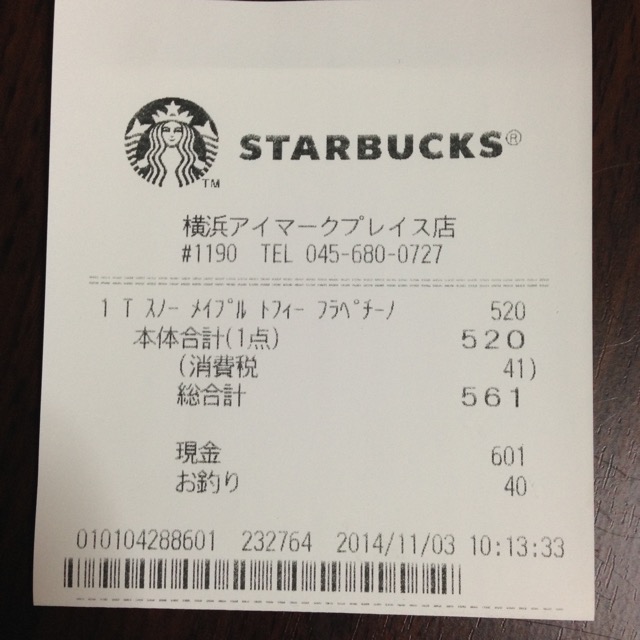 STARBUCKS®
TM
横浜アイマークプレイス店
#1190 TEL 045-680-0727
1 T ｽﾉｰ ﾒｲﾌﾟﾙ ﾄﾌｨｰ ﾌﾗﾍﾟﾁｰﾉ 520
本体合計(1点) 520
(消費税 41)
総合計 561
現金 601
お釣り 40
010104288601 232764 2014/11/03 10:13:33